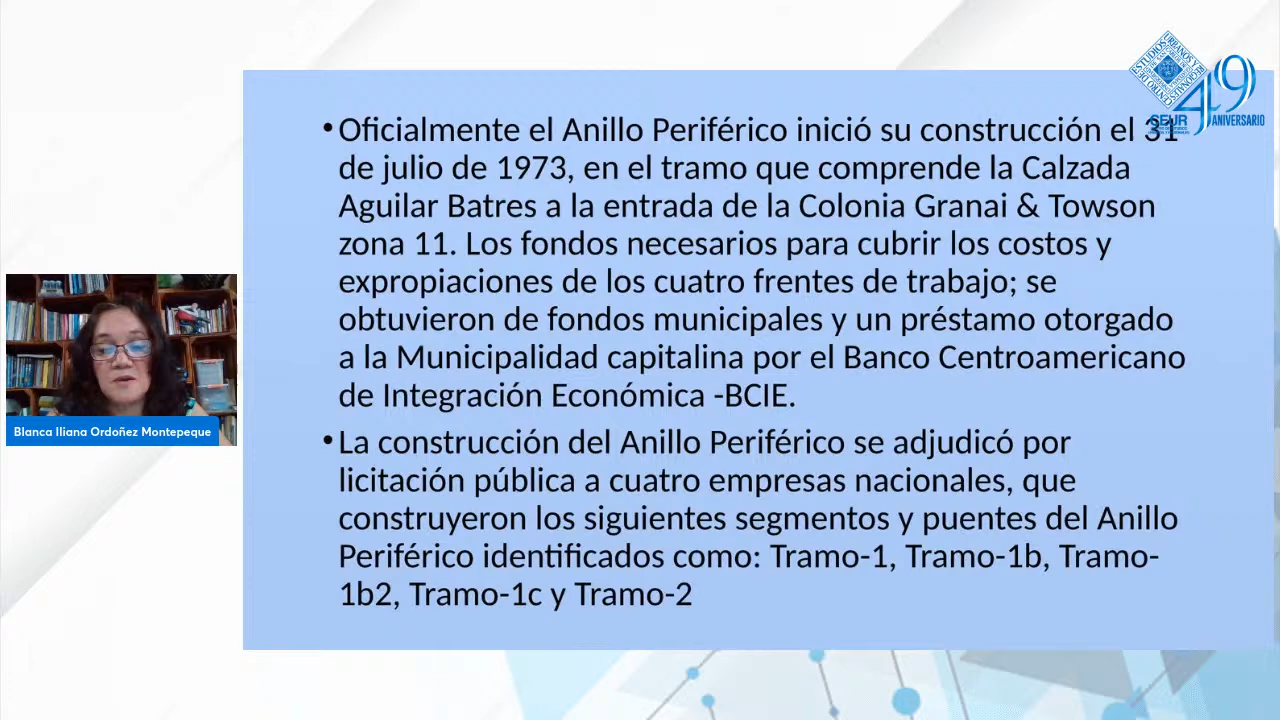 • Oficialmente el Anillo Periférico inició su construcción el 31
de julio de 1973, en el tramo que comprende la Calzada
Aguilar Batres a la entrada de la Colonia Granai & Towson
zona 11. Los fondos necesarios para cubrir los costos y
expropiaciones de los cuatro frentes de trabajo; se
obtuvieron de fondos municipales y un préstamo otorgado
a la Municipalidad capitalina por el Banco Centroamericano
de Integración Económica -BCIE.
• La construcción del Anillo Periférico se adjudicó por
licitación pública a cuatro empresas nacionales, que
construyeron los siguientes segmentos y puentes del Anillo
Periférico identificados como: Tramo-1, Tramo-1b, Tramo-
1b2, Tramo-1c y Tramo-2
Blanca Iliana Ordoñez Montepeque
49
ANIVERSARIO
CEUR